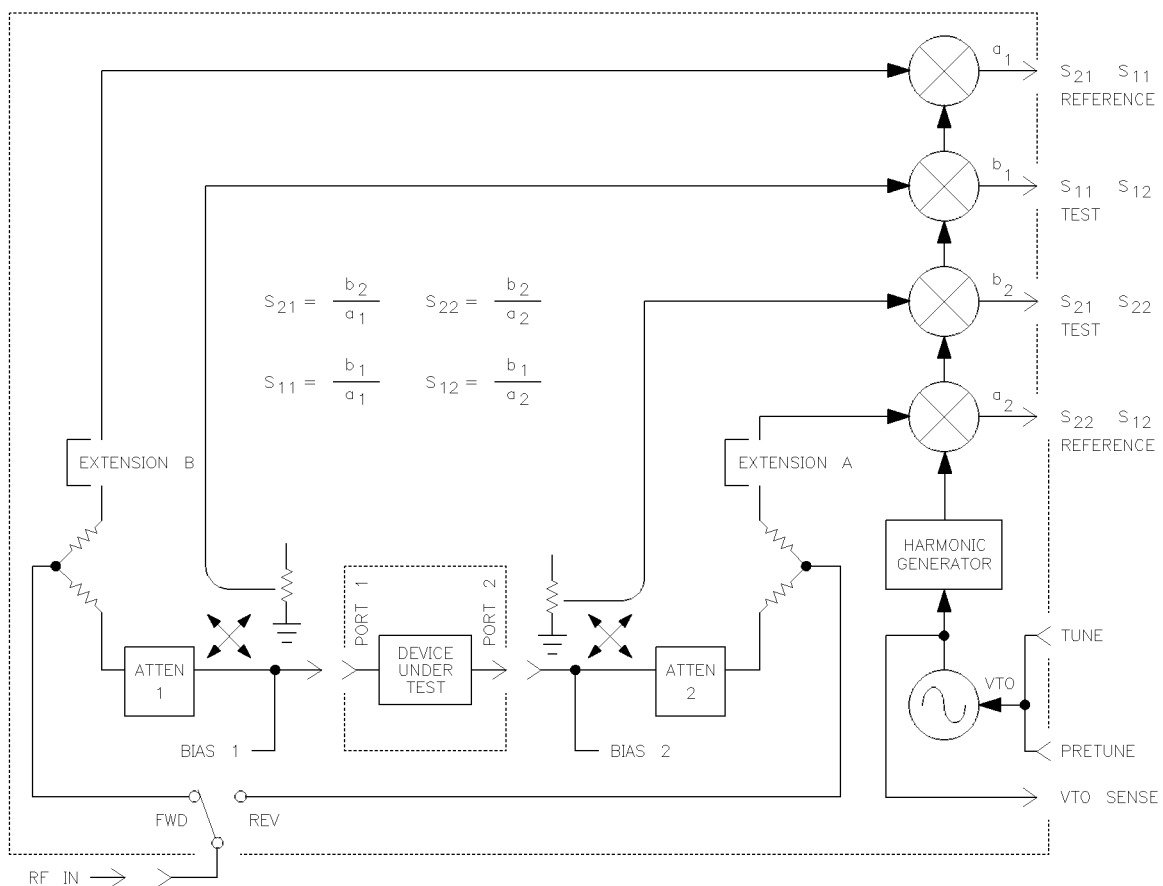 a1
S21 S11
REFERENCE
b1
S11 S12
TEST
b2
S21 S22
TEST
a2
S22 S12
REFERENCE
S21 = b2 / a1
S22 = b2 / a2
S11 = b1 / a1
S12 = b1 / a2
EXTENSION B
EXTENSION A
HARMONIC
GENERATOR
PORT 1
PORT 2
DEVICE
UNDER
TEST
ATTEN
1
ATTEN
2
BIAS 1
BIAS 2
TUNE
VTO
PRETUNE
VTO SENSE
FWD
REV
RF IN